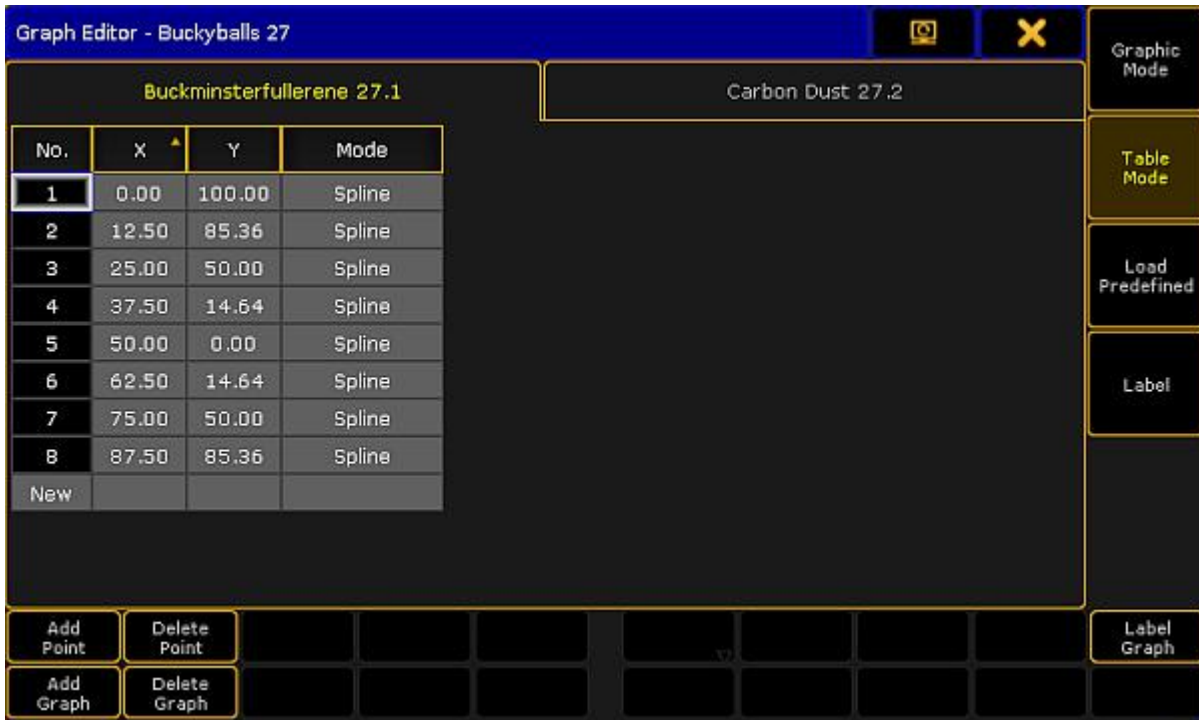 Graph Editor - Buckyballs 27
Graphic
Mode
Buckminsterfullerene 27.1
Carbon Dust 27.2
No. X Y Mode
1 0.00 100.00 Spline
2 12.50 85.36 Spline
3 25.00 50.00 Spline
4 37.50 14.64 Spline
5 50.00 0.00 Spline
6 62.50 14.64 Spline
7 75.00 50.00 Spline
8 87.50 85.36 Spline
New
Table
Mode
Load
Predefined
Label
Add
Point
Delete
Point
Label
Graph
Add
Graph
Delete
Graph